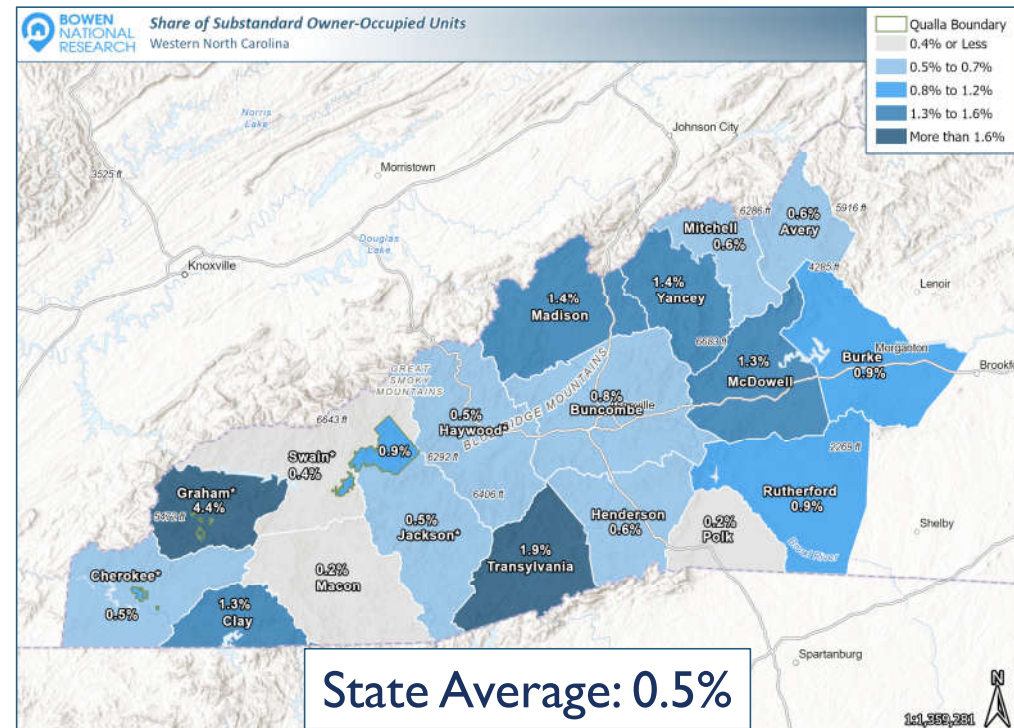 BOWEN
NATIONAL
RESEARCH
Share of Substandard Owner-Occupied Units
Western North Carolina
Qualla Boundary
0.4% or Less
0.5% to 0.7%
0.8% to 1.2%
1.3% to 1.6%
More than 1.6%
Norris
Lake
Johnson City
3525 ft
Morristown
Douglas
Lake
Knoxville
6286 ft
5916 ft
0.6%
Avery
Mitchell
0.6%
4285 ft
Lenoir
1.4%
Madison
1.4%
Yancey
6683 ft
1.3%
McDowell
Morganton
Burke
0.9%
GREAT
SMOKY
MOUNTAINS
BLUE RIDGE MOUNTAINS
0.5%
Haywood*
0.8%
Buncombe
6643 ft
6292 ft
2269 ft
Swain*
0.4%
0.9%
Graham*
4.4%
5472 ft
6406 ft
0.5%
Jackson*
Henderson
0.6%
0.2%
Polk
Rutherford
0.9%
Shelby
Broad River
1.9%
Transylvania
0.2%
Macon
Cherokee*
0.5%
1.3%
Clay
Spartanburg
State Average: 0.5%
N
1:1,359,281